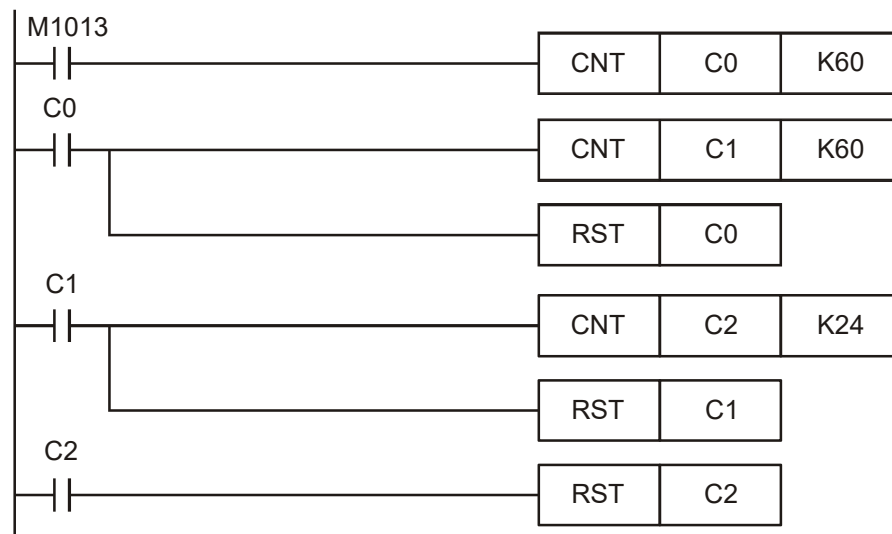 M1013
CNT C0 K60
C0
CNT C1 K60
RST C0
C1
CNT C2 K24
RST C1
C2
RST C2